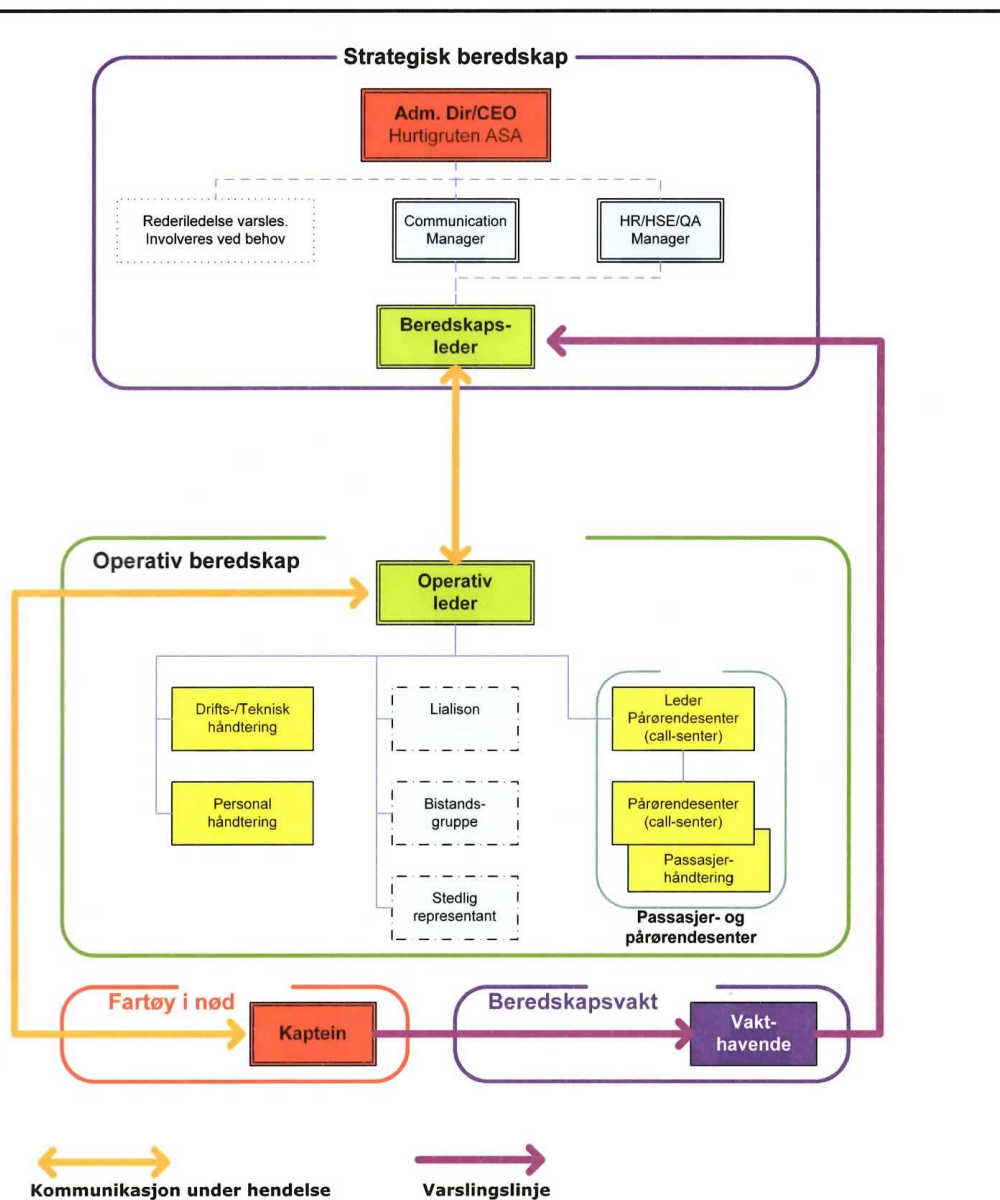 Strategisk beredskap
Adm. Dir/CEO
Hurtigruten ASA
Rederiledelse varsles.
Involveres ved behov
Communication
Manager
HR/HSE/QA
Manager
Beredskaps-
leder
Operativ beredskap
Operativ
leder
Drifts-/Teknisk
håndtering
Personal
håndtering
Lialison
Bistands-
gruppe
Stedlig
representant
Leder
Pårørendesenter
(call-senter)
Pårørendesenter
(call-senter)
Passasjer-
håndtering
Passasjer- og
pårørendesenter
Fartøy i nød
Kaptein
Beredskapsvakt
Vakt-
havende
Kommunikasjon under hendelse
Varslingslinje